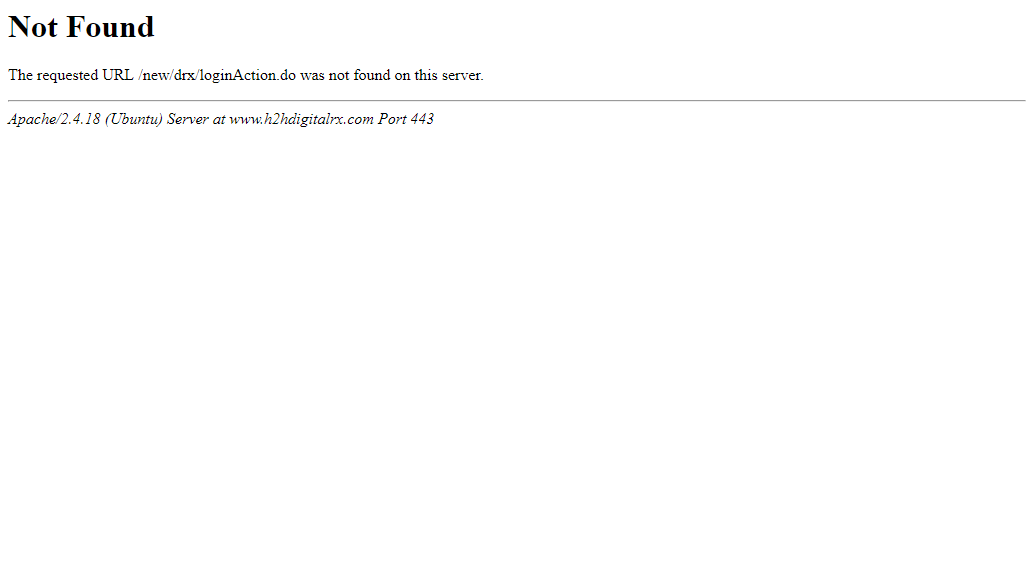 Not Found
The requested URL /new/drx/loginAction.do was not found on this server.
Apache/2.4.18 (Ubuntu) Server at www.h2hdigitalrx.com Port 443